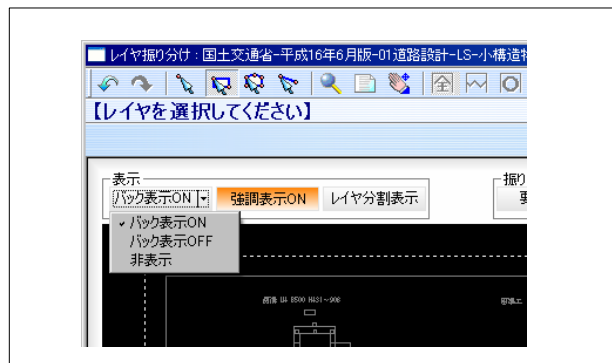 レイヤ振り分け：国土交通省-平成16年6月版-01道路設計-LS-小構造物
全
【レイヤを選択してください】
表示
振り
バック表示ON
強調表示ON
レイヤ分割表示
バック表示ON
バック表示OFF
非表示